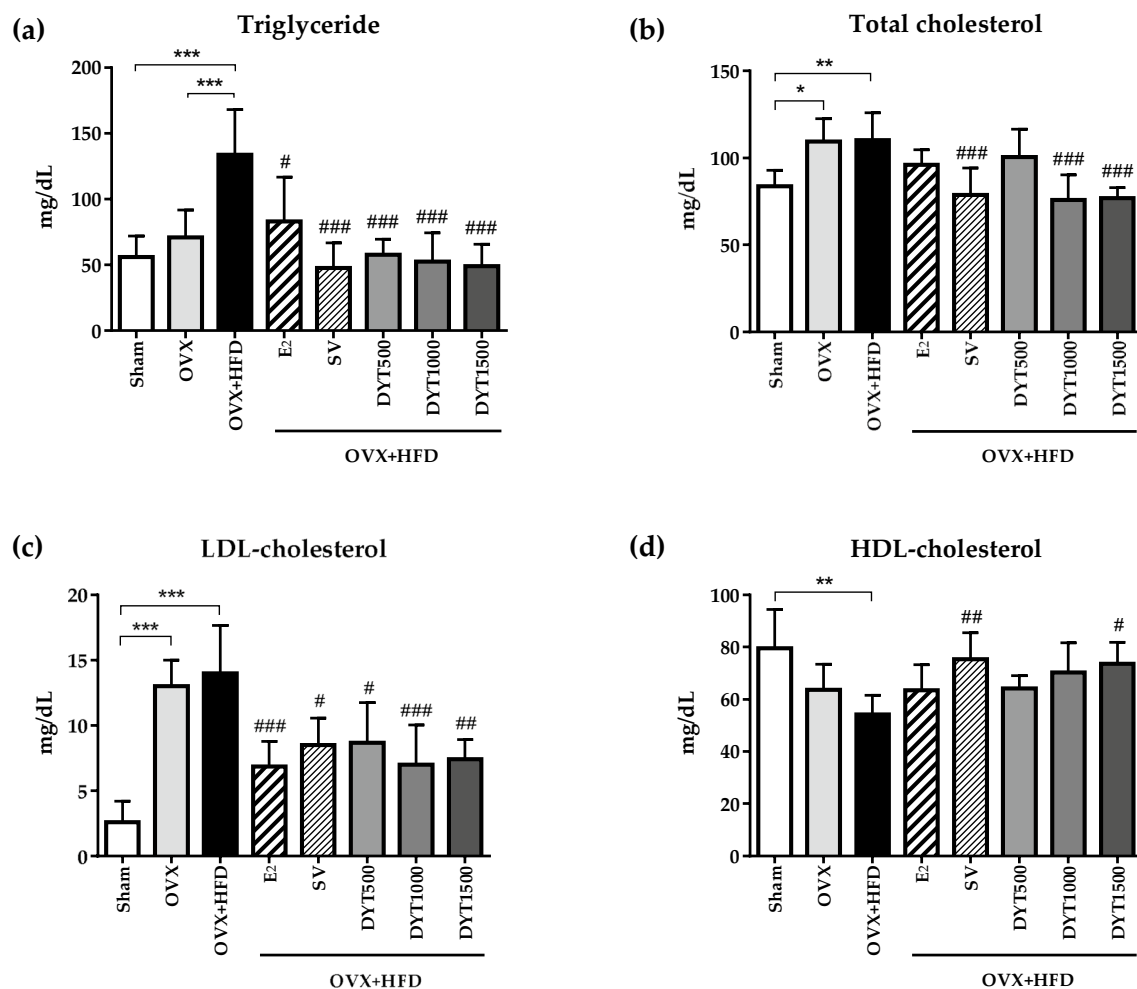 (a)
Triglyceride
mg/dL
200
150
100
50
0
***
***
#
###
###
###
###
Sham
OVX
OVX+HFD
E2
SV
DYT500
DYT1000
DYT1500
OVX+HFD
(b)
Total cholesterol
mg/dL
150
100
50
0
**
*
###
###
###
Sham
OVX
OVX+HFD
E2
SV
DYT500
DYT1000
DYT1500
OVX+HFD
(c)
LDL-cholesterol
mg/dL
20
15
10
5
0
***
***
###
#
#
###
##
Sham
OVX
OVX+HFD
E2
SV
DYT500
DYT1000
DYT1500
OVX+HFD
(d)
HDL-cholesterol
mg/dL
100
80
60
40
20
0
**
##
#
Sham
OVX
OVX+HFD
E2
SV
DYT500
DYT1000
DYT1500
OVX+HFD